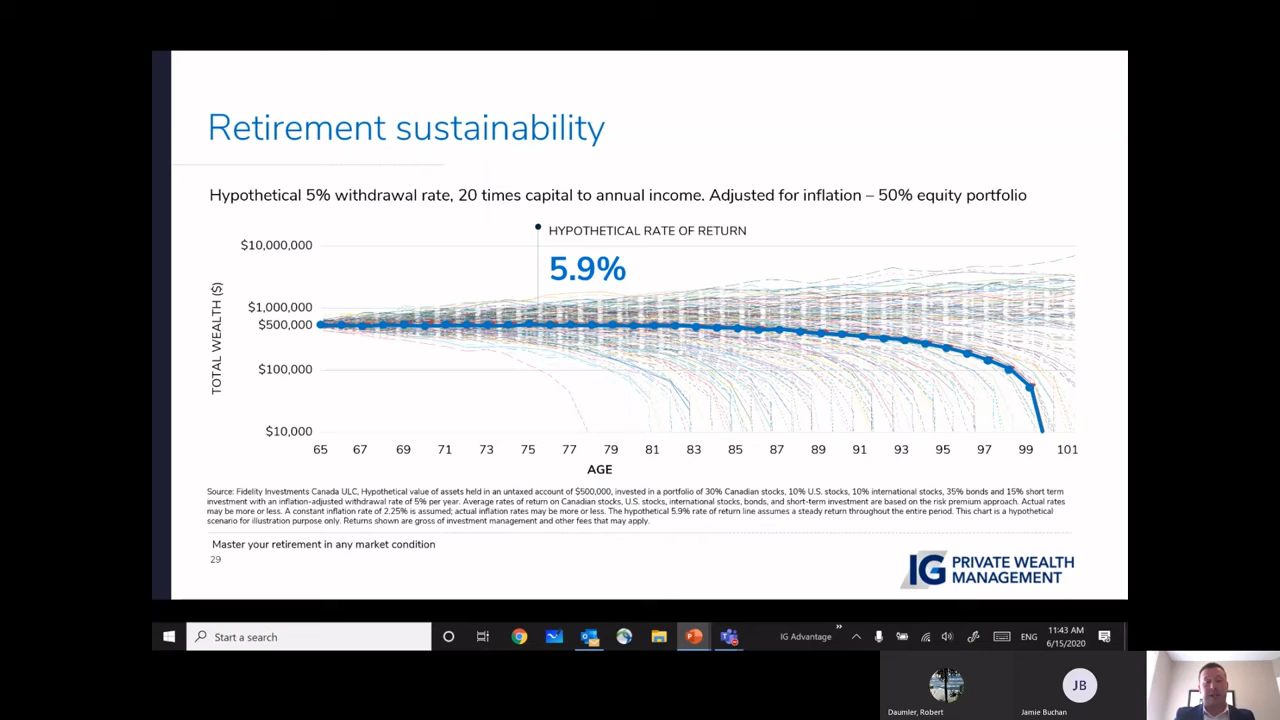 Retirement sustainability
Hypothetical 5% withdrawal rate, 20 times capital to annual income. Adjusted for inflation – 50% equity portfolio
HYPOTHETICAL RATE OF RETURN
5.9%
TOTAL WEALTH ($)
$10,000,000
$1,000,000
$500,000
$100,000
$10,000
65 67 69 71 73 75 77 79 81 83 85 87 89 91 93 95 97 99 101
AGE
Source: Fidelity Investments Canada ULC, Hypothetical value of assets held in an untaxed account of $500,000, invested in a portfolio of 30% Canadian stocks, 10% U.S. stocks, 10% international stocks, 35% bonds and 15% short term
investment with an inflation-adjusted withdrawal rate of 5% per year. Average rates of return on Canadian stocks, U.S. stocks, international stocks, bonds, and short-term investment are based on the risk premium approach. Actual rates
may be more or less. A constant inflation rate of 2.25% is assumed; actual inflation rates may be more or less. The hypothetical 5.9% rate of return line assumes a steady return throughout the entire period. This chart is a hypothetical
scenario for illustration purpose only. Returns shown are gross of investment management and other fees that may apply.
Master your retirement in any market condition
29
IG PRIVATE WEALTH
MANAGEMENT
Start a search
IG Advantage
»
ENG
11:43 AM
6/15/2020
JB
Daumler, Robert
Jamie Buchan